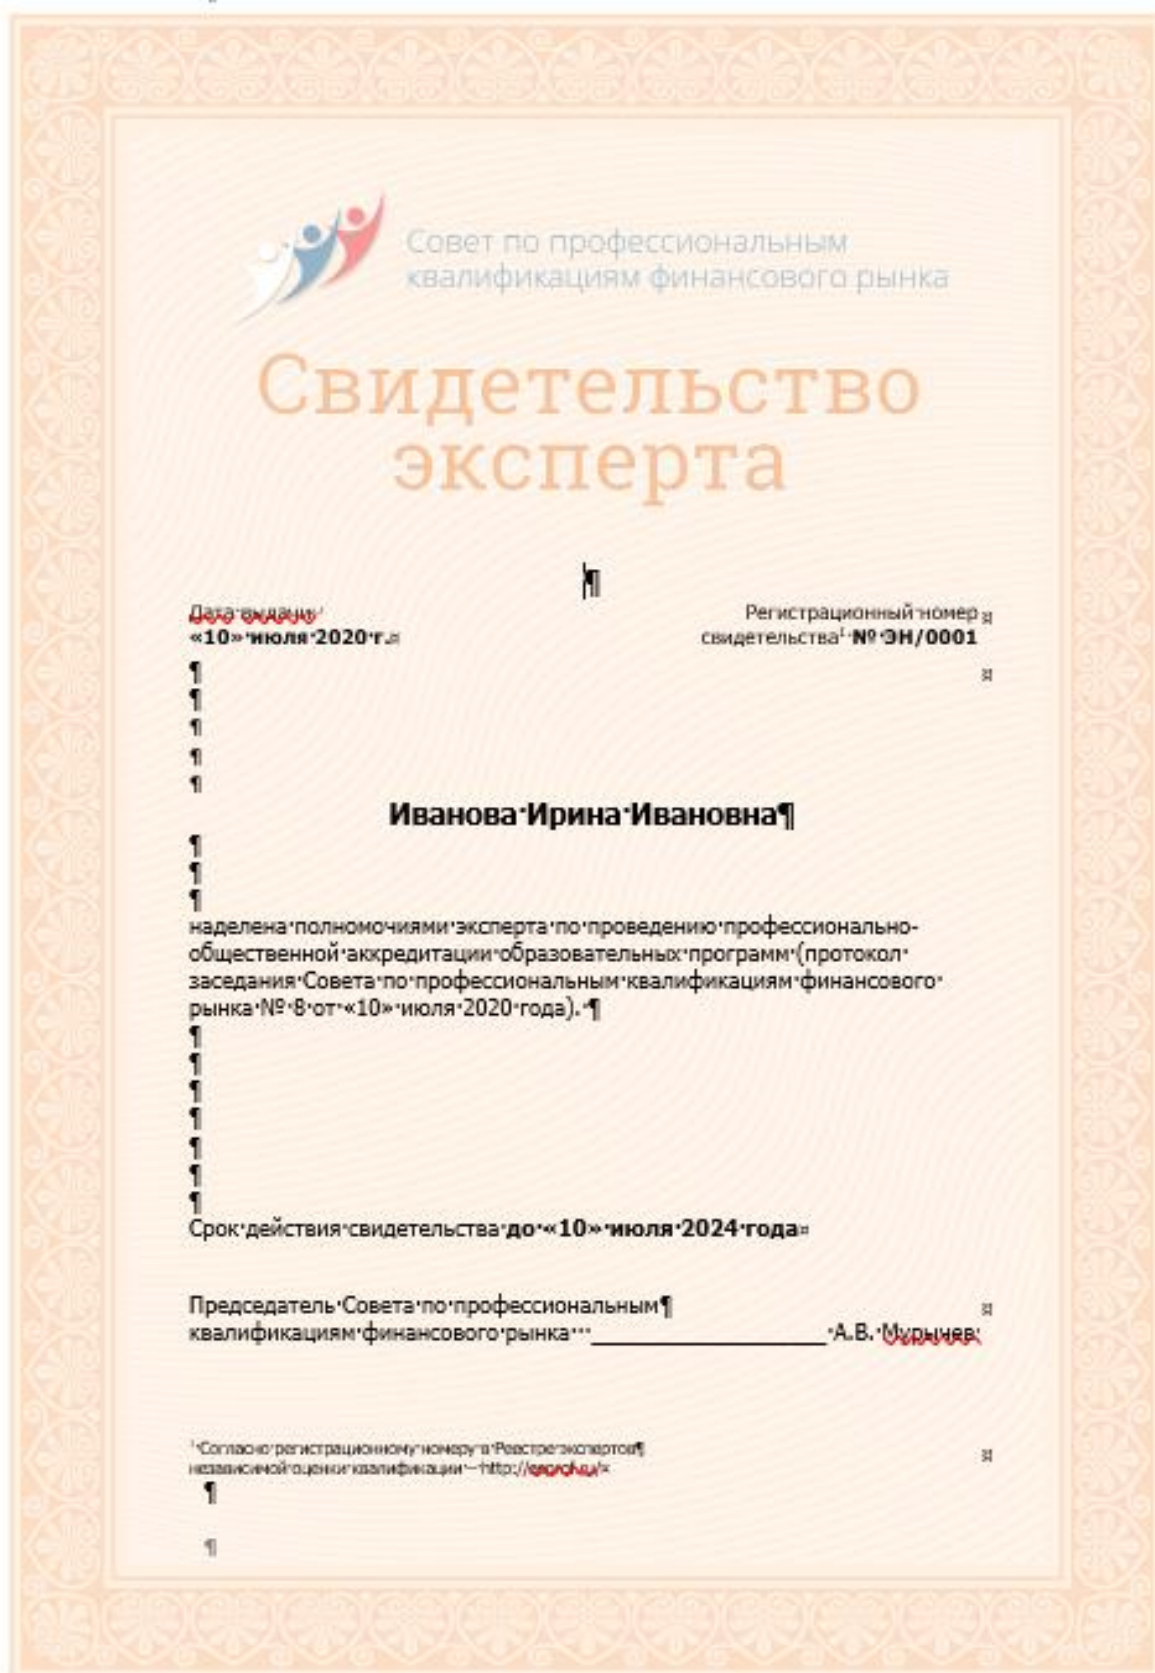 Совет по профессиональным
квалификациям финансового рынка
Свидетельство
эксперта
Дата выдачи
«10» июля 2020 г.
Регистрационный номер
свидетельства¹ № ЭН/0001
Иванова Ирина Ивановна
наделена полномочиями эксперта по проведению профессионально-
общественной аккредитации образовательных программ (протокол
заседания Совета по профессиональным квалификациям финансового
рынка № 8 от «10» июля 2020 года).
Срок действия свидетельства до «10» июля 2024 года
Председатель Совета по профессиональным
квалификациям финансового рынка ____________________ А.В. Мурычев
¹ Согласно регистрационному номеру в Реестре экспертов
независимой оценки квалификации – http://